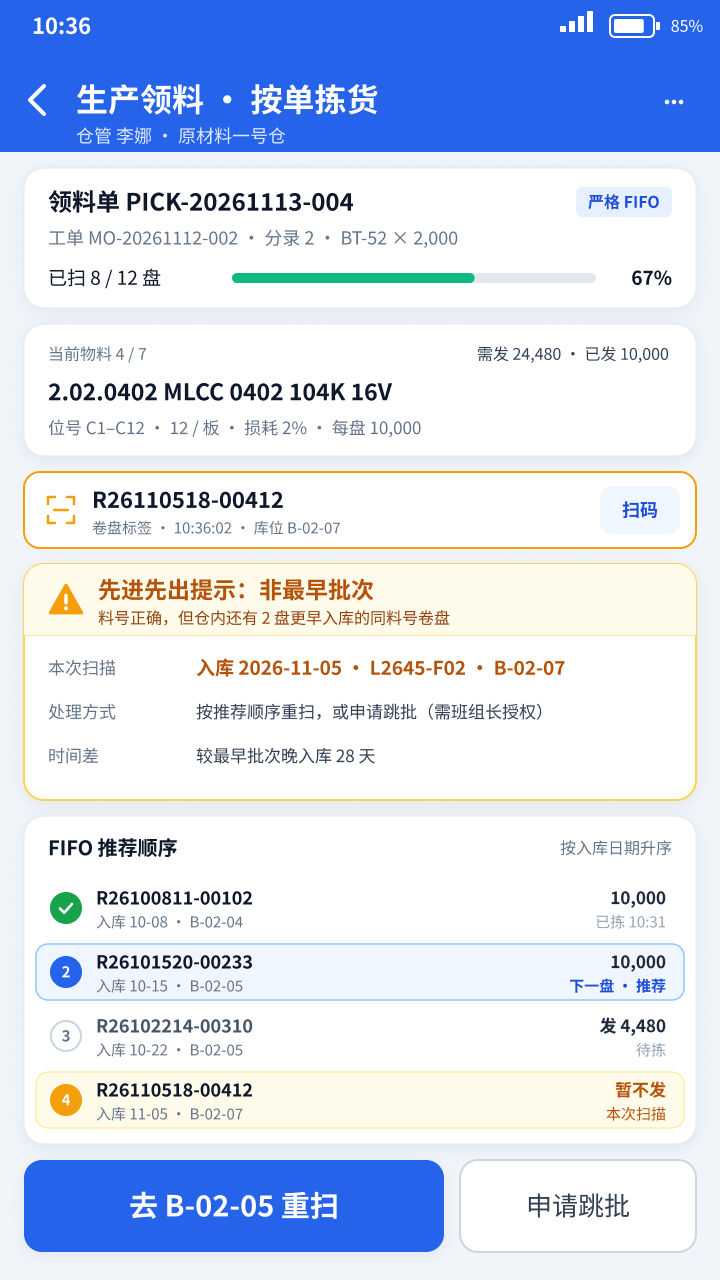 10:36
85%
生产领料 · 按单拣货
···
仓管 李娜 · 原材料一号仓
领料单 PICK-20261113-004
严格 FIFO
工单 MO-20261112-002 · 分录 2 · BT-52 × 2,000
已扫 8 / 12 盘
67%
当前物料 4 / 7
需发 24,480 · 已发 10,000
2.02.0402 MLCC 0402 104K 16V
位号 C1–C12 · 12 / 板 · 损耗 2% · 每盘 10,000
R26110518-00412
卷盘标签 · 10:36:02 · 库位 B-02-07
扫码
先进先出提示：非最早批次
料号正确，但仓内还有 2 盘更早入库的同料号卷盘
本次扫描
入库 2026-11-05 · L2645-F02 · B-02-07
处理方式
按推荐顺序重扫，或申请跳批（需班组长授权）
时间差
较最早批次晚入库 28 天
FIFO 推荐顺序
按入库日期升序
R26100811-00102
10,000
入库 10-08 · B-02-04
已拣 10:31
2
R26101520-00233
10,000
入库 10-15 · B-02-05
下一盘 · 推荐
3
R26102214-00310
发 4,480
入库 10-22 · B-02-05
待拣
4
R26110518-00412
暂不发
入库 11-05 · B-02-07
本次扫描
去 B-02-05 重扫
申请跳批